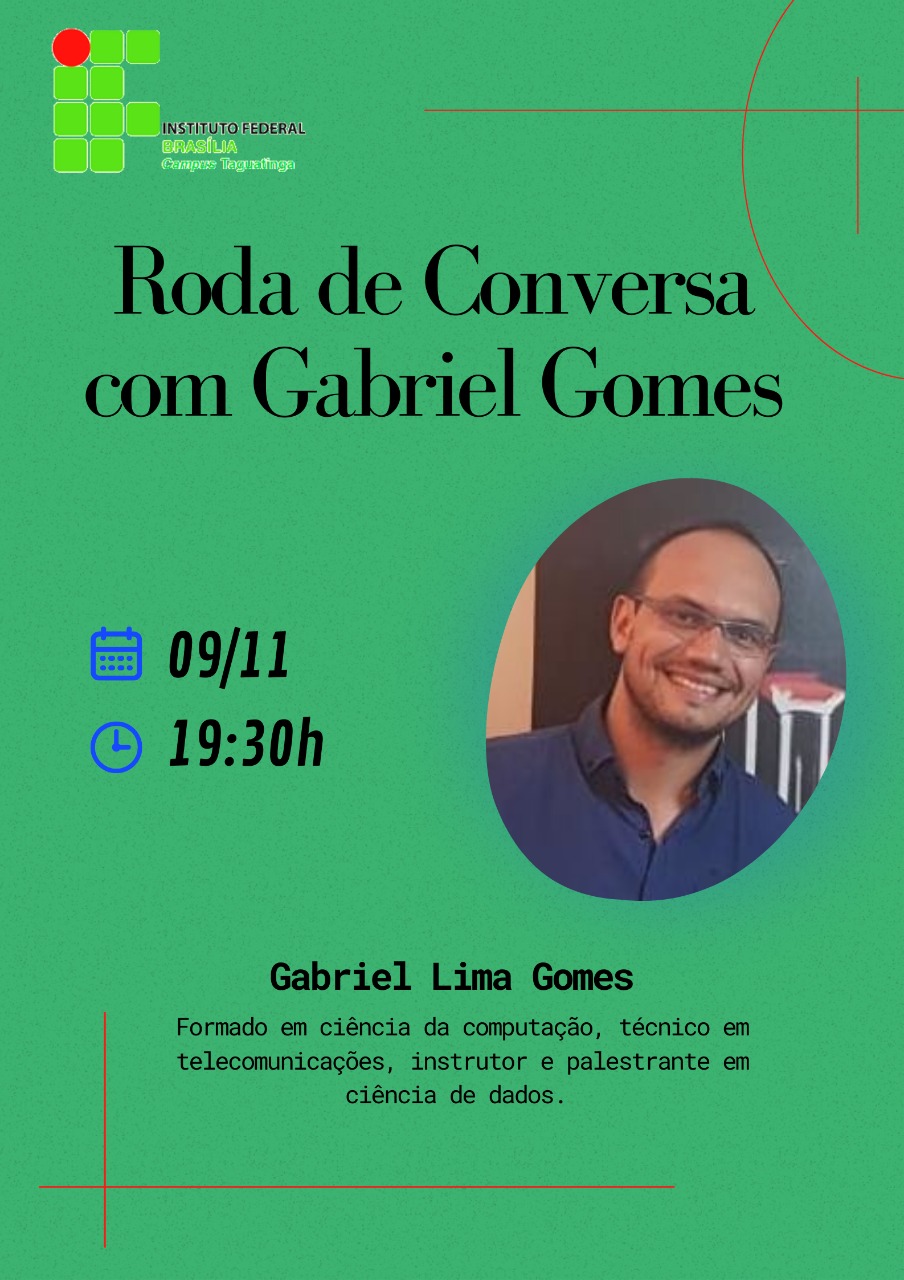 INSTITUTO FEDERAL
BRASÍLIA
Campus Taguatinga
Roda de Conversa
com Gabriel Gomes
09/11
19:30h
Gabriel Lima Gomes
Formado em ciência da computação, técnico em
telecomunicações, instrutor e palestrante em
ciência de dados.